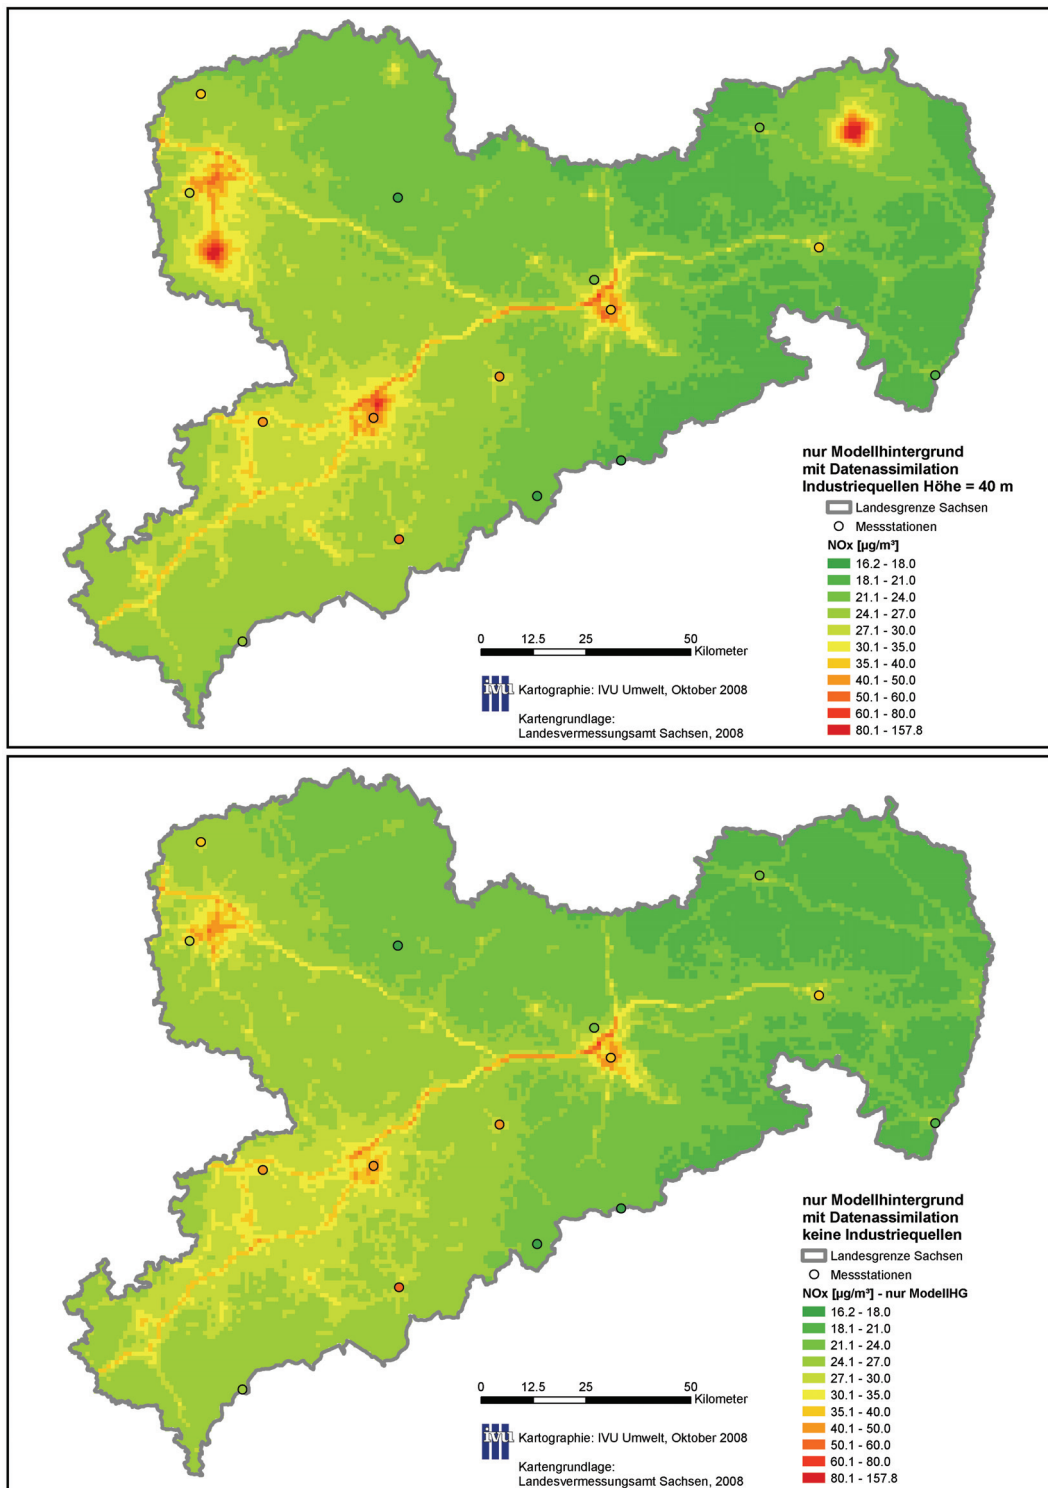 nur Modellhintergrund
mit Datenassimilation
Industriequellen Höhe = 40 m
Landesgrenze Sachsen
Messstationen
NOx [µg/m³]
16.2 - 18.0
18.1 - 21.0
21.1 - 24.0
24.1 - 27.0
27.1 - 30.0
30.1 - 35.0
35.1 - 40.0
40.1 - 50.0
50.1 - 60.0
60.1 - 80.0
80.1 - 157.8
0 12.5 25 50
Kilometer
ivu Kartographie: IVU Umwelt, Oktober 2008
Kartengrundlage:
Landesvermessungsamt Sachsen, 2008
nur Modellhintergrund
mit Datenassimilation
keine Industriequellen
Landesgrenze Sachsen
Messstationen
NOx [µg/m³] - nur ModellHG
16.2 - 18.0
18.1 - 21.0
21.1 - 24.0
24.1 - 27.0
27.1 - 30.0
30.1 - 35.0
35.1 - 40.0
40.1 - 50.0
50.1 - 60.0
60.1 - 80.0
80.1 - 157.8
0 12.5 25 50
Kilometer
ivu Kartographie: IVU Umwelt, Oktober 2008
Kartengrundlage:
Landesvermessungsamt Sachsen, 2008